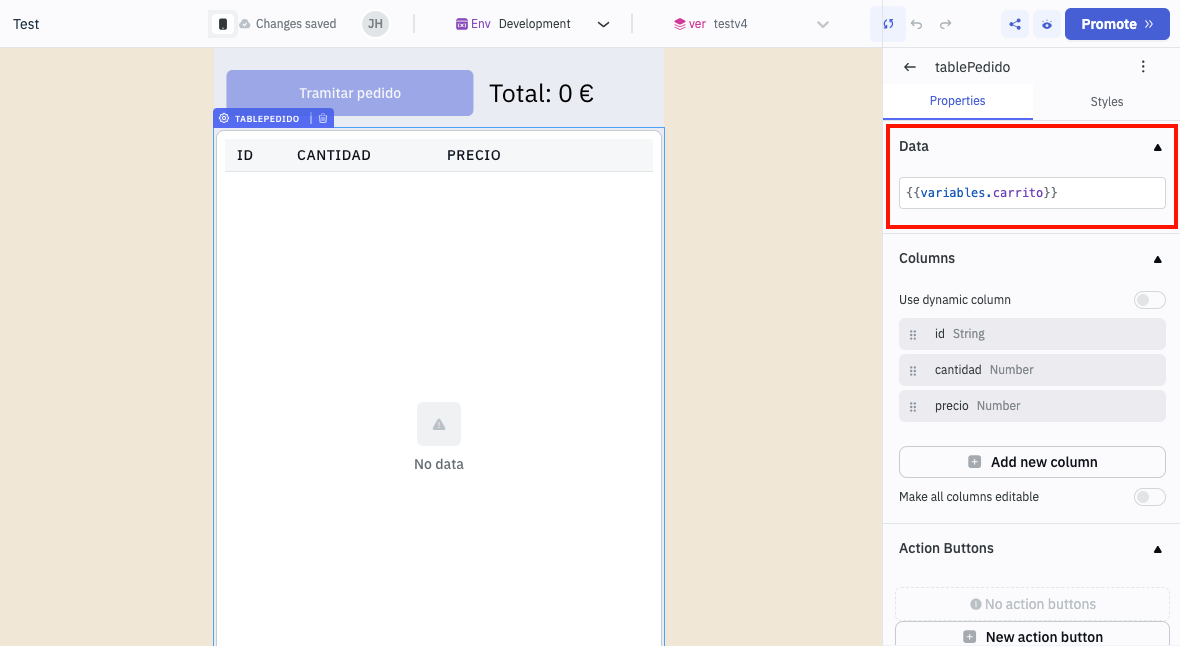 Test
Changes saved
JH
Env Development
ver testv4
Promote
Tramitar pedido
Total: 0 €
TABLEPEDIDO
ID CANTIDAD PRECIO
No data
tablePedido
Properties Styles
Data
{{variables.carrito}}
Columns
Use dynamic column
id String
cantidad Number
precio Number
Add new column
Make all columns editable
Action Buttons
No action buttons
New action button